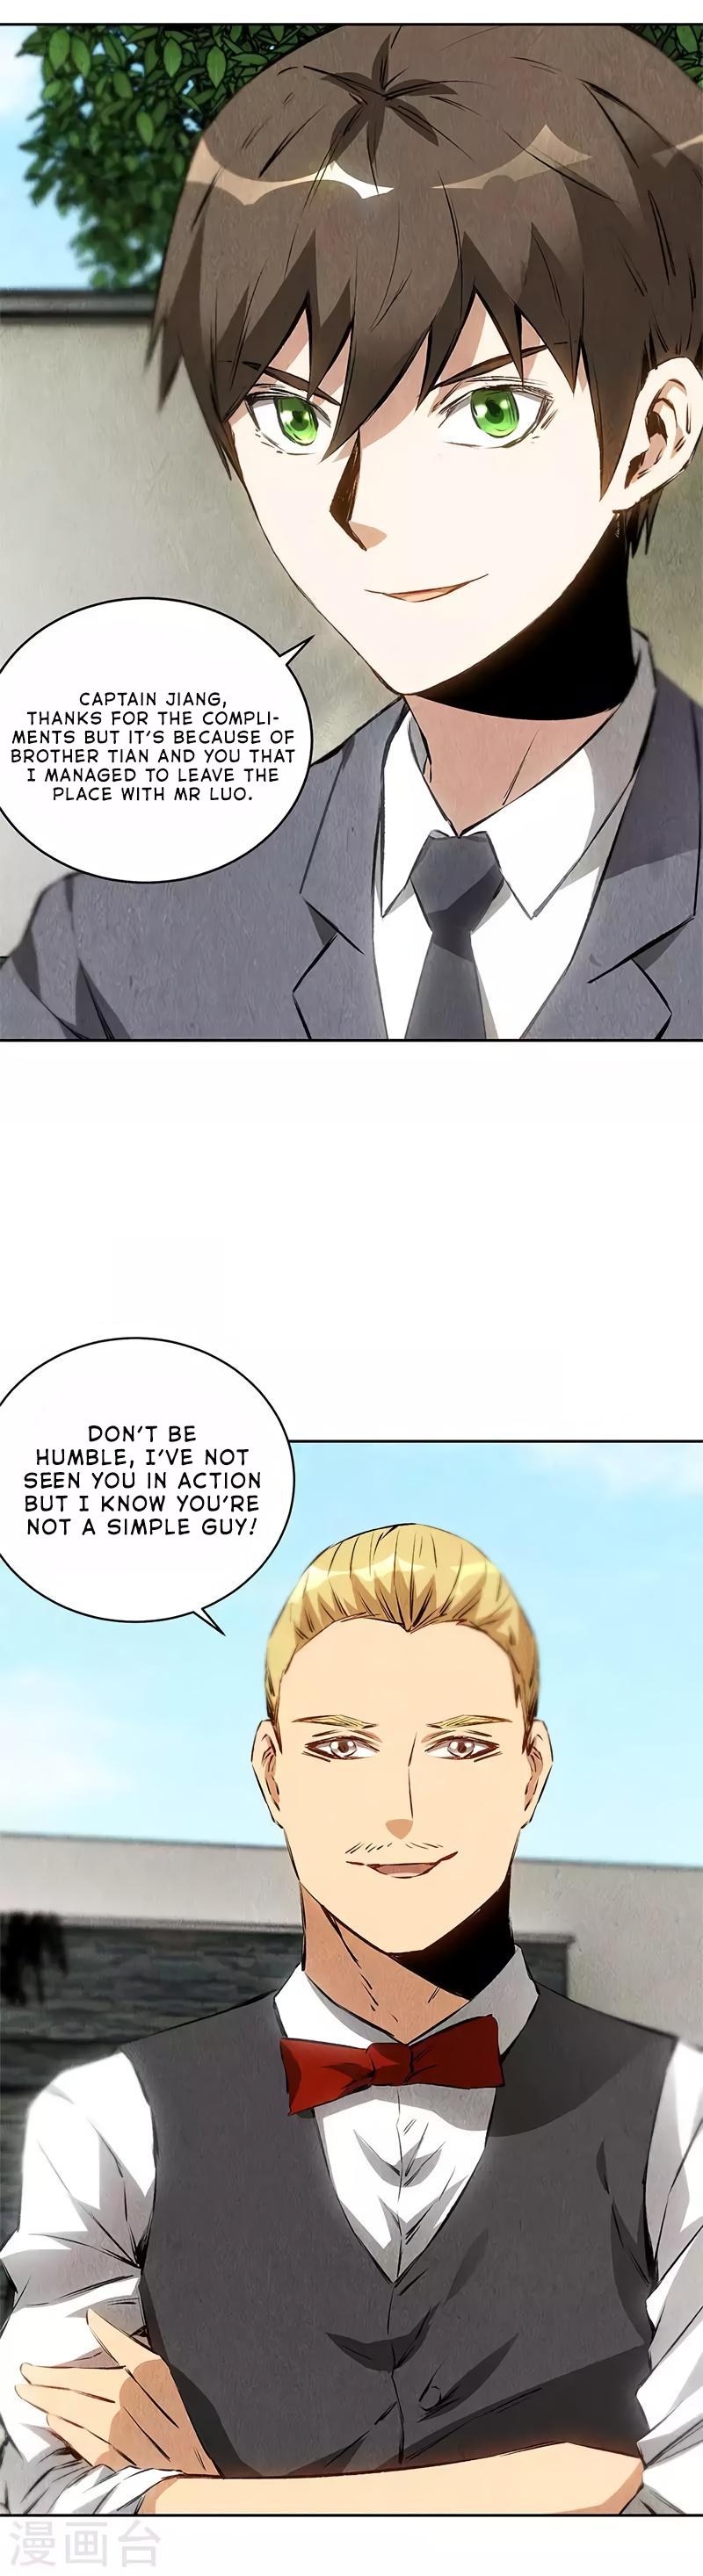 CAPTAIN JIANG,
THANKS FOR THE COMPLI-
MENTS BUT IT'S BECAUSE OF
BROTHER TIAN AND YOU THAT
I MANAGED TO LEAVE THE
PLACE WITH MR LUO.
DON'T BE
HUMBLE, I'VE NOT
SEEN YOU IN ACTION
BUT I KNOW YOU'RE
NOT A SIMPLE GUY!
漫画台